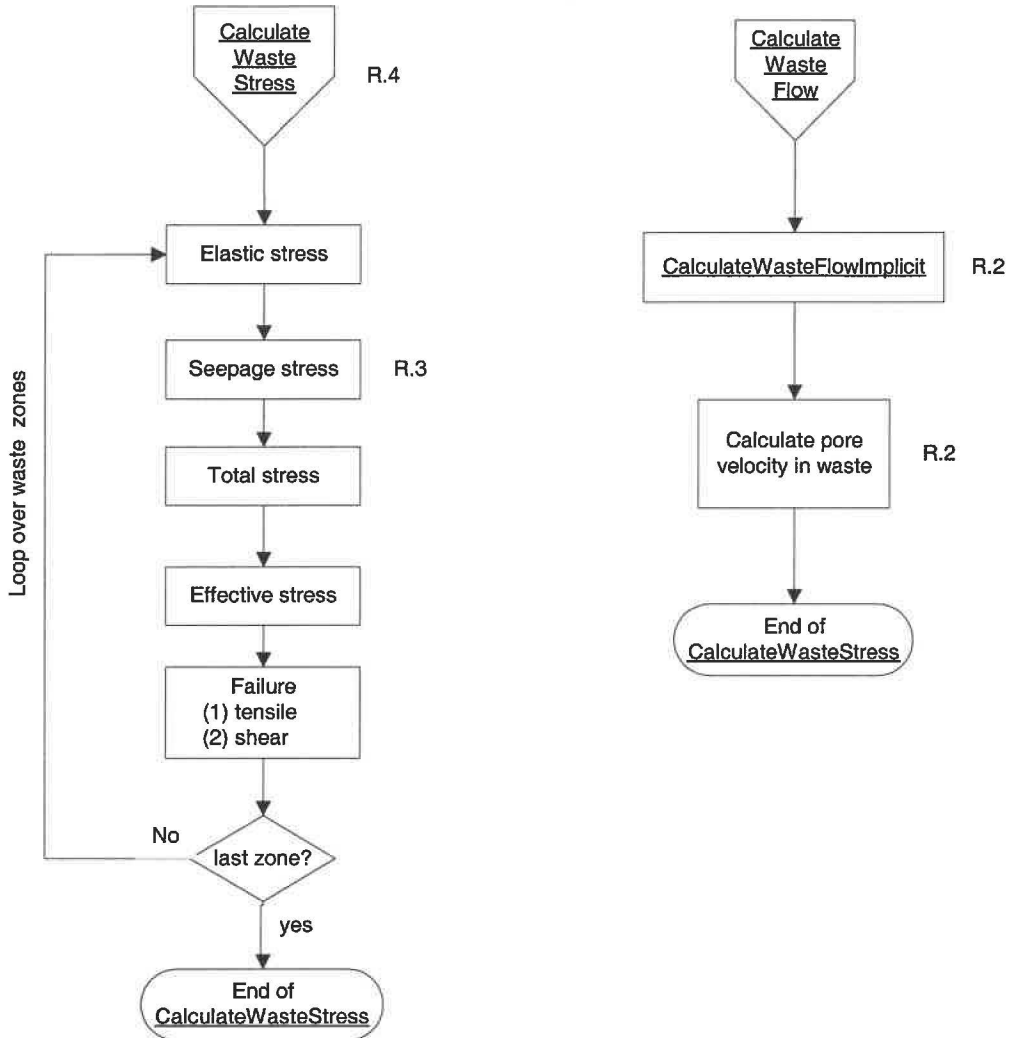 Calculate
Waste
Stress
R.4
Elastic stress
Seepage stress
R.3
Total stress
Effective stress
Failure
(1) tensile
(2) shear
Loop over waste zones
No
last zone?
yes
End of
CalculateWasteStress
Calculate
Waste
Flow
CalculateWasteFlowImplicit
R.2
Calculate pore
velocity in waste
R.2
End of
CalculateWasteStress